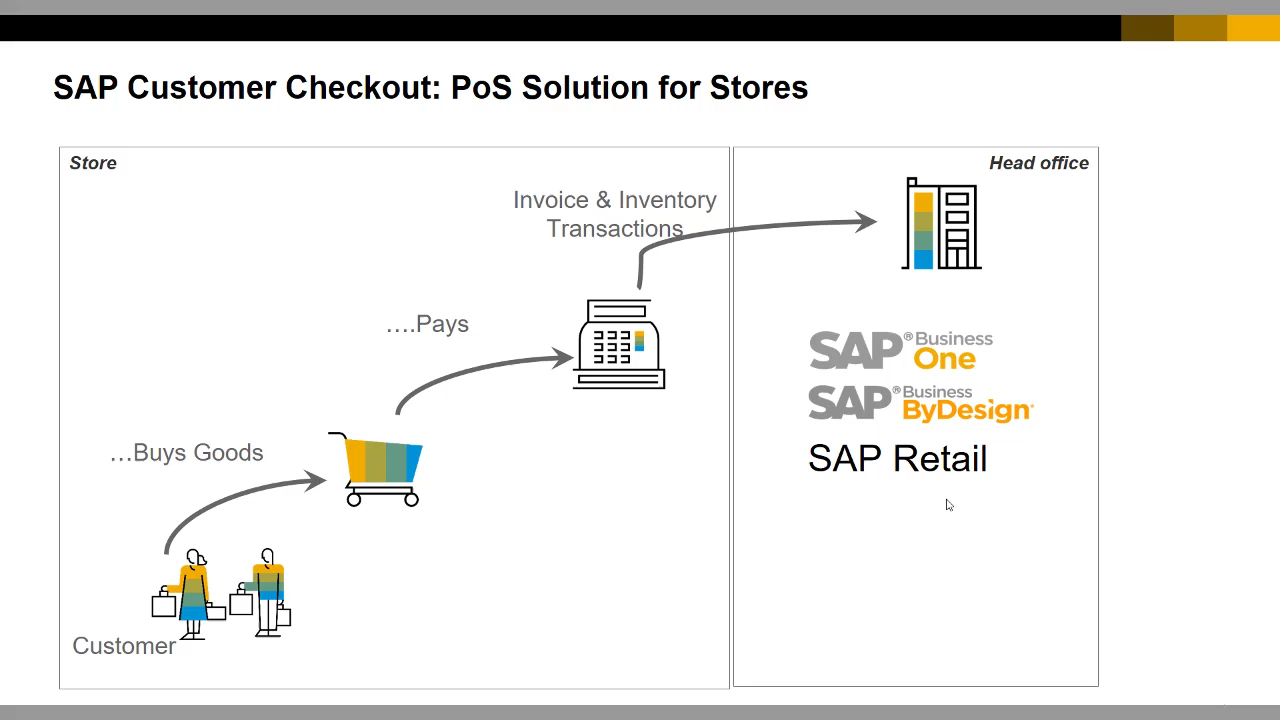 SAP Customer Checkout: PoS Solution for Stores
Store
Head office
Invoice & Inventory
Transactions
….Pays
…Buys Goods
Customer
SAP® Business
One
SAP® Business
ByDesign®
SAP Retail